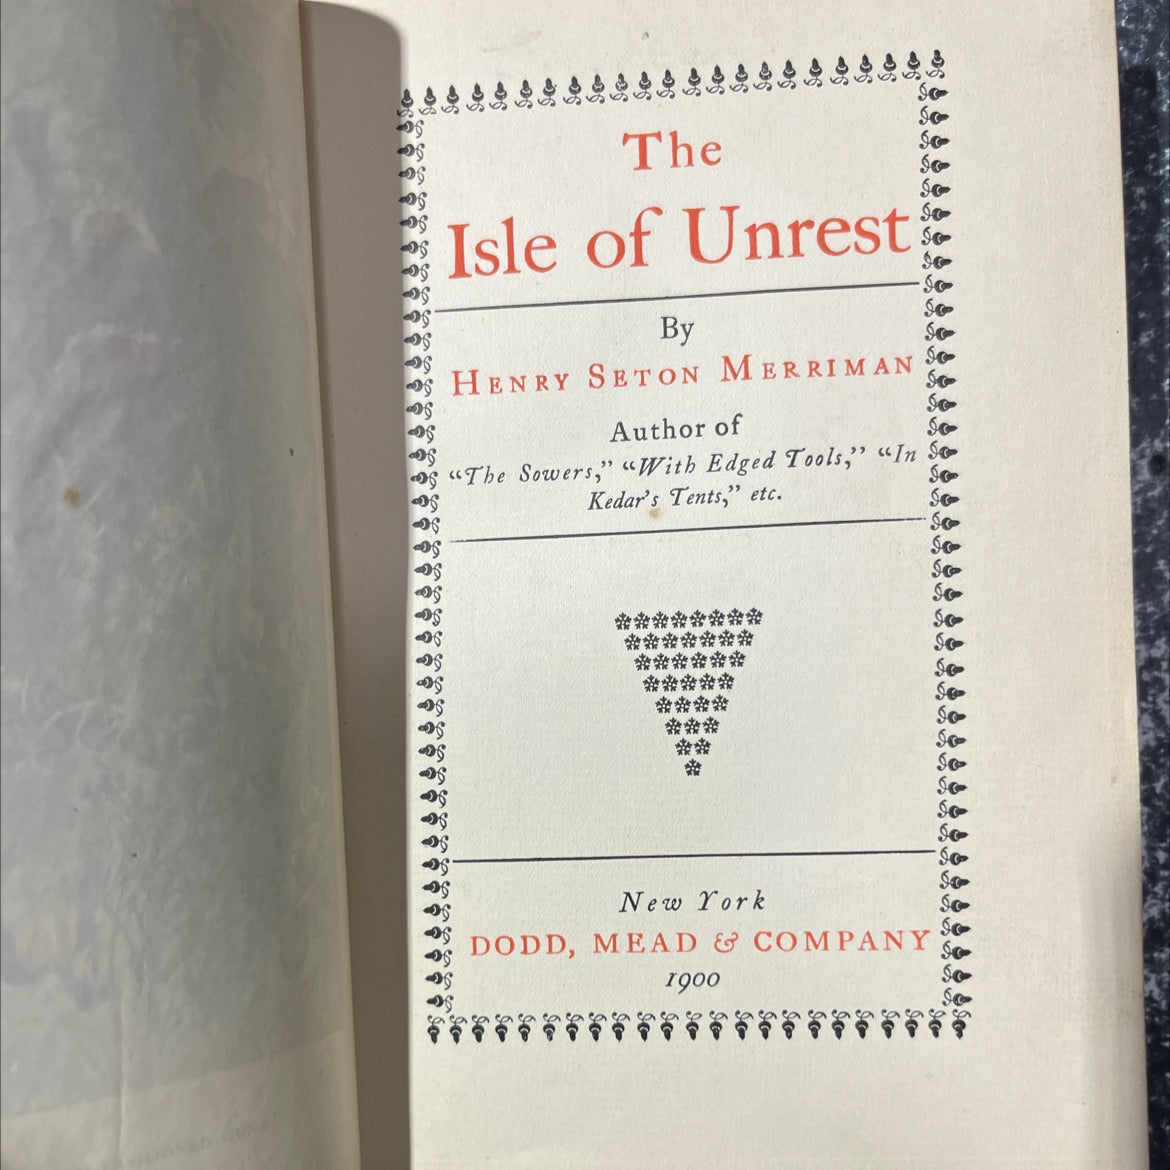 The
Isle of Unrest
By
HENRY SETON MERRIMAN
Author of
“The Sowers,” “With Edged Tools,” “In
Kedar’s Tents,” etc.
New York
DODD, MEAD & COMPANY
1900